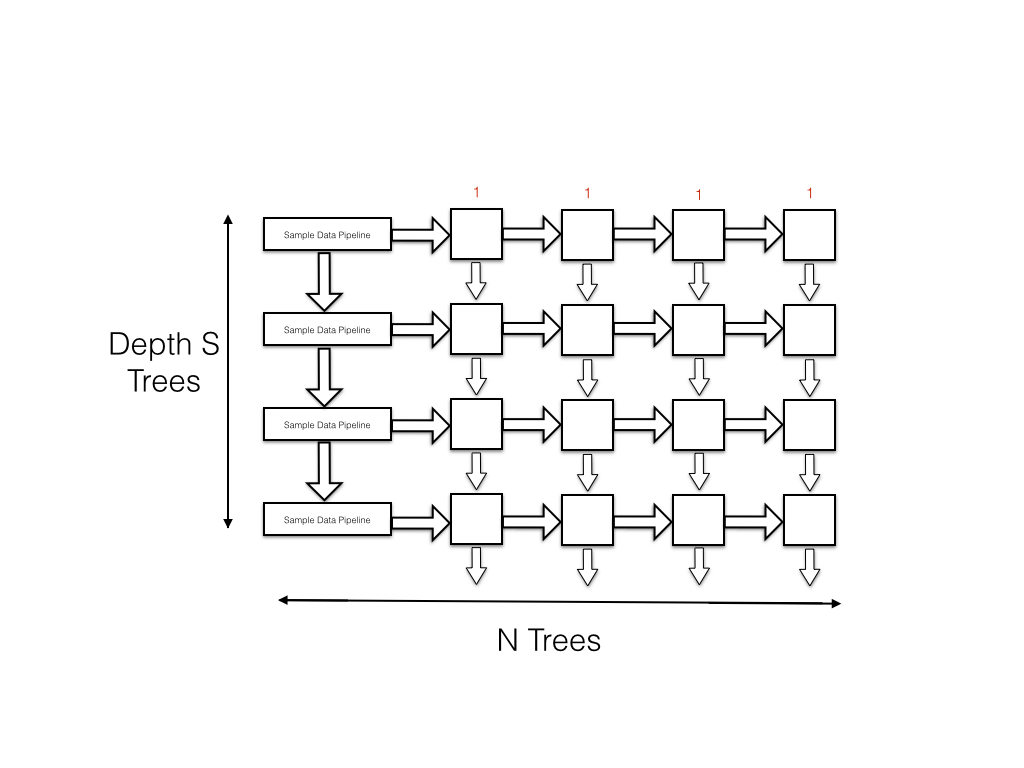 1 1 1 1
Sample Data Pipeline
Sample Data Pipeline
Depth S
Trees
Sample Data Pipeline
Sample Data Pipeline
N Trees